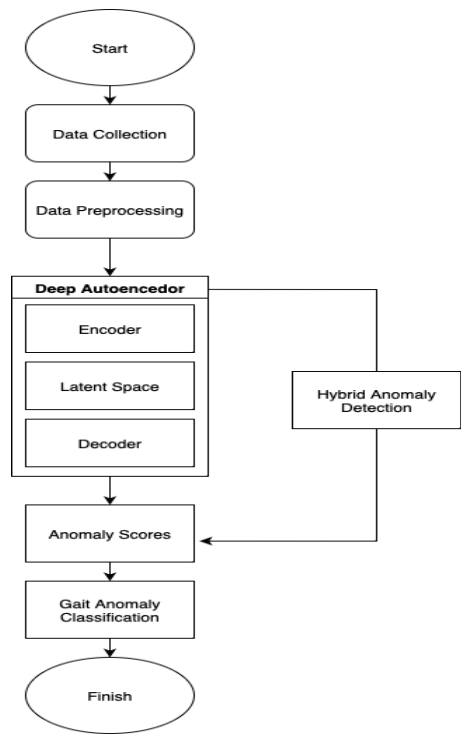 Start
Data Collection
Data Preprocessing
Deep Autoencedor
Encoder
Latent Space
Decoder
Hybrid Anomaly
Detection
Anomaly Scores
Gait Anomaly
Classification
Finish